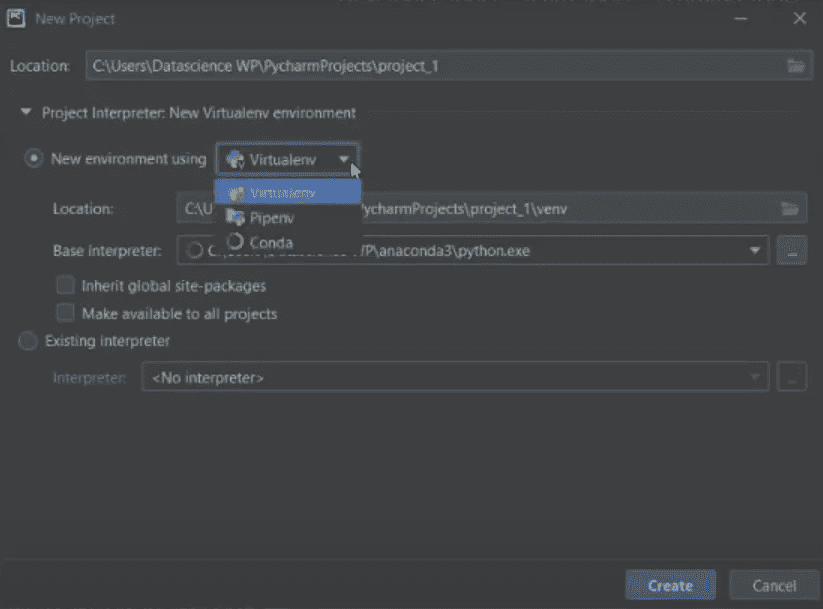 New Project
Location: C:\Users\Datascience WP\PycharmProjects\project_1
Project Interpreter: New Virtualenv environment
New environment using Virtualenv
Virtualenv
Location: C:\U ycharmProjects\project_1\venv
Pipenv
Conda
Base interpreter: WP\anaconda3\python.exe
Inherit global site-packages
Make available to all projects
Existing interpreter
Interpreter: <No interpreter>
Create Cancel